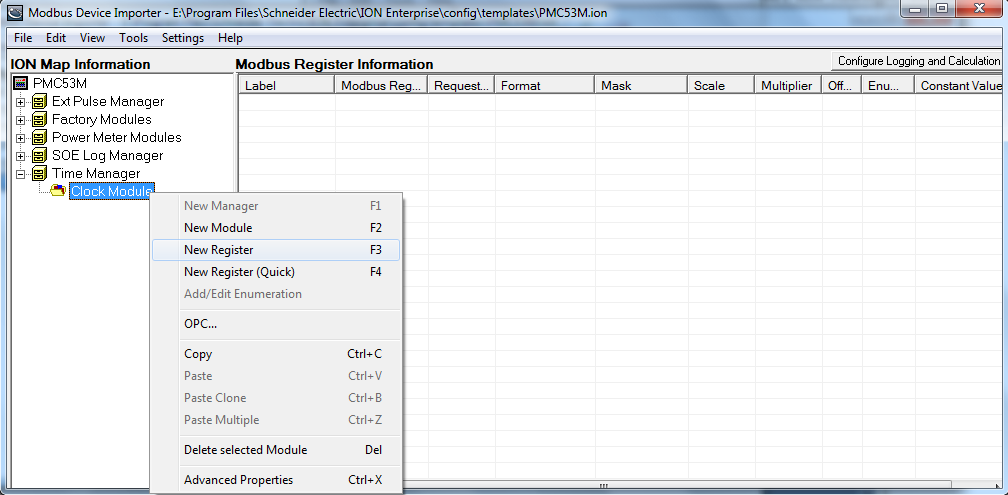 Modbus Device Importer - E:\Program Files\Schneider Electric\ION Enterprise\config\templates\PMC53M.ion
File Edit View Tools Settings Help
ION Map Information
PMC53M
Ext Pulse Manager
Factory Modules
Power Meter Modules
SOE Log Manager
Time Manager
Clock Module
Modbus Register Information
Configure Logging and Calculation
Label Modbus Reg... Request... Format Mask Scale Multiplier Off... Enu... Constant Value
New Manager F1
New Module F2
New Register F3
New Register (Quick) F4
Add/Edit Enumeration
OPC...
Copy Ctrl+C
Paste Ctrl+V
Paste Clone Ctrl+B
Paste Multiple Ctrl+Z
Delete selected Module Del
Advanced Properties Ctrl+X